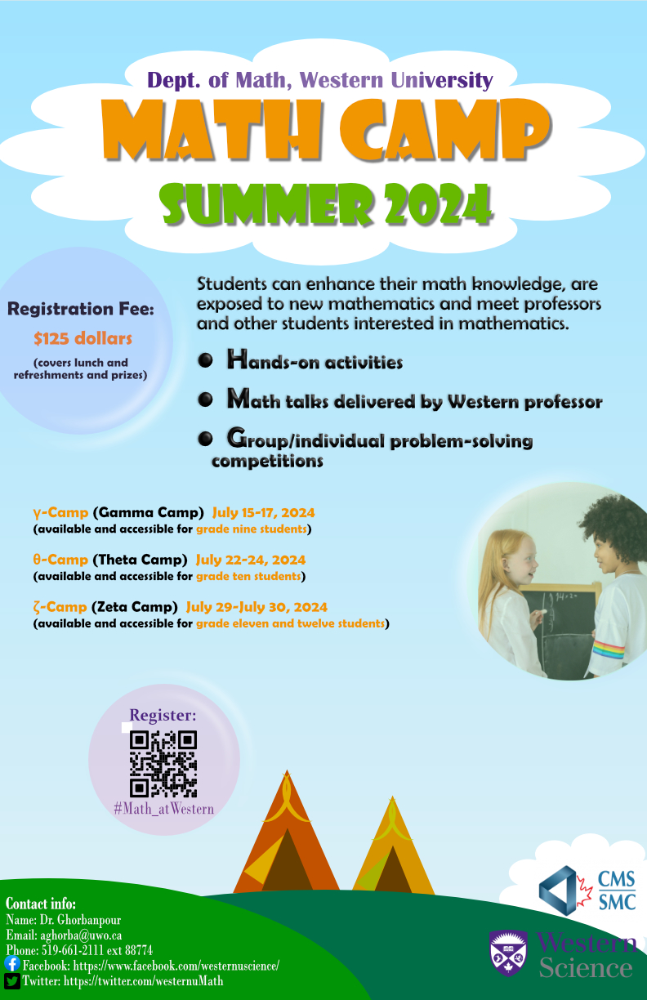 Dept. of Math, Western University
MATH CAMP
SUMMER 2024
Registration Fee:
$125 dollars
(covers lunch and
refreshments and prizes)
Students can enhance their math knowledge, are
exposed to new mathematics and meet professors
and other students interested in mathematics.
● Hands-on activities
● Math talks delivered by Western professor
● Group/individual problem-solving
competitions
γ-Camp (Gamma Camp) July 15-17, 2024
(available and accessible for grade nine students)
θ-Camp (Theta Camp) July 22-24, 2024
(available and accessible for grade ten students)
ζ-Camp (Zeta Camp) July 29-July 30, 2024
(available and accessible for grade eleven and twelve students)
Register:
#Math_atWestern
CMS
SMC
Contact info:
Name: Dr. Ghorbanpour
Email: aghorba@uwo.ca
Phone: 519-661-2111 ext 88774
Facebook: https://www.facebook.com/westernuscience/
Twitter: https://twitter.com/westernuMath
Western
Science